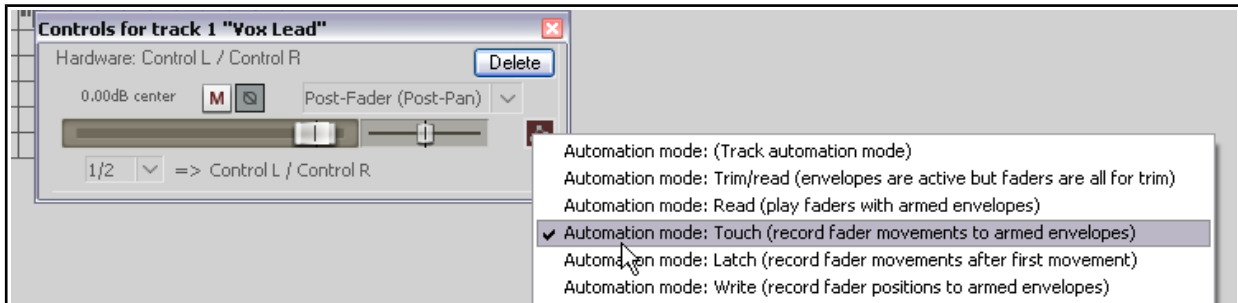 Controls for track 1 "Vox Lead"
Hardware: Control L / Control R
Delete
0.00dB center
M
Post-Fader (Post-Pan)
1/2 => Control L / Control R
Automation mode: (Track automation mode)
Automation mode: Trim/read (envelopes are active but faders are all for trim)
Automation mode: Read (play faders with armed envelopes)
Automation mode: Touch (record fader movements to armed envelopes)
Automation mode: Latch (record fader movements after first movement)
Automation mode: Write (record fader positions to armed envelopes)